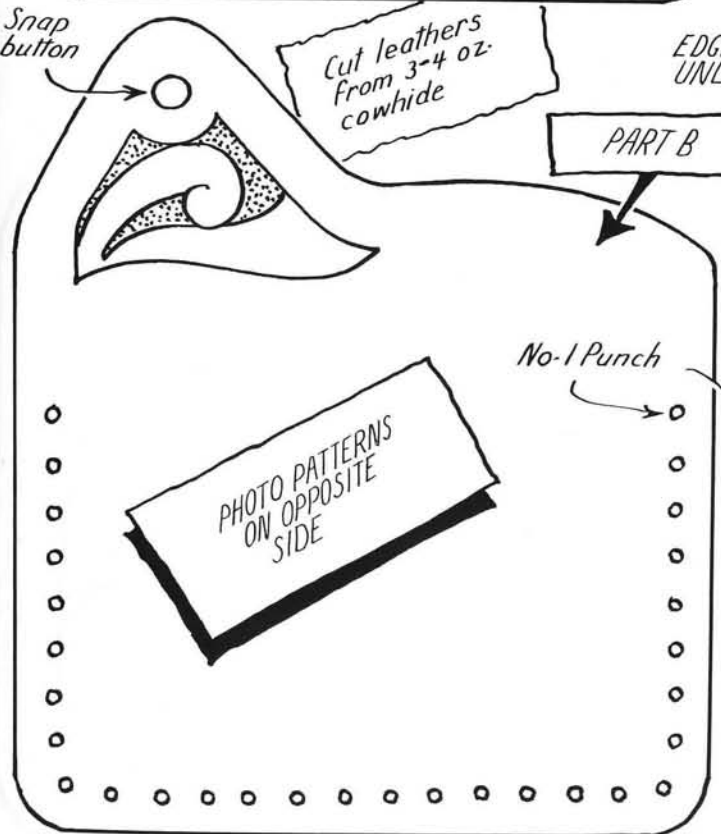 Snap
button
Cut leathers
from 3-4 oz.
cowhide
PART B
No-1 Punch
PHOTO PATTERNS
ON OPPOSITE
SIDE